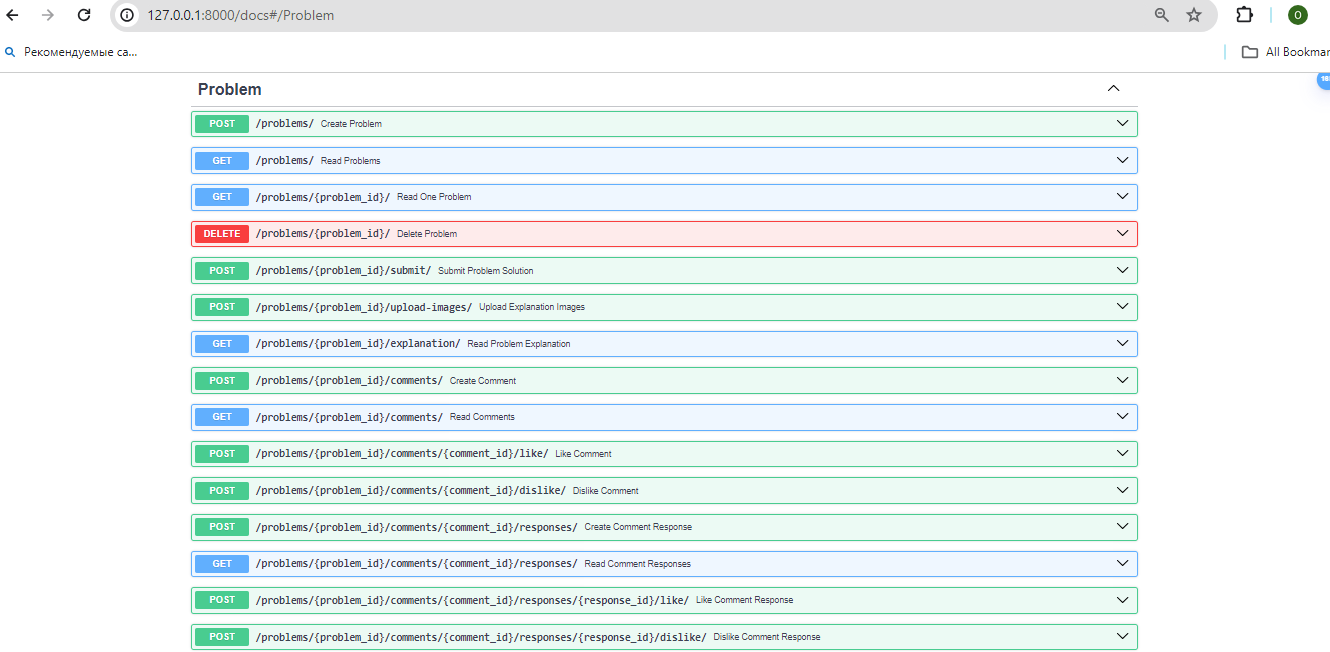 127.0.0.1:8000/docs#/Problem
O
Рекомендуемые са...
All Bookmar
Problem
POST /problems/ Create Problem
GET /problems/ Read Problems
GET /problems/{problem_id}/ Read One Problem
DELETE /problems/{problem_id}/ Delete Problem
POST /problems/{problem_id}/submit/ Submit Problem Solution
POST /problems/{problem_id}/upload-images/ Upload Explanation Images
GET /problems/{problem_id}/explanation/ Read Problem Explanation
POST /problems/{problem_id}/comments/ Create Comment
GET /problems/{problem_id}/comments/ Read Comments
POST /problems/{problem_id}/comments/{comment_id}/like/ Like Comment
POST /problems/{problem_id}/comments/{comment_id}/dislike/ Dislike Comment
POST /problems/{problem_id}/comments/{comment_id}/responses/ Create Comment Response
GET /problems/{problem_id}/comments/{comment_id}/responses/ Read Comment Responses
POST /problems/{problem_id}/comments/{comment_id}/responses/{response_id}/like/ Like Comment Response
POST /problems/{problem_id}/comments/{comment_id}/responses/{response_id}/dislike/ Dislike Comment Response